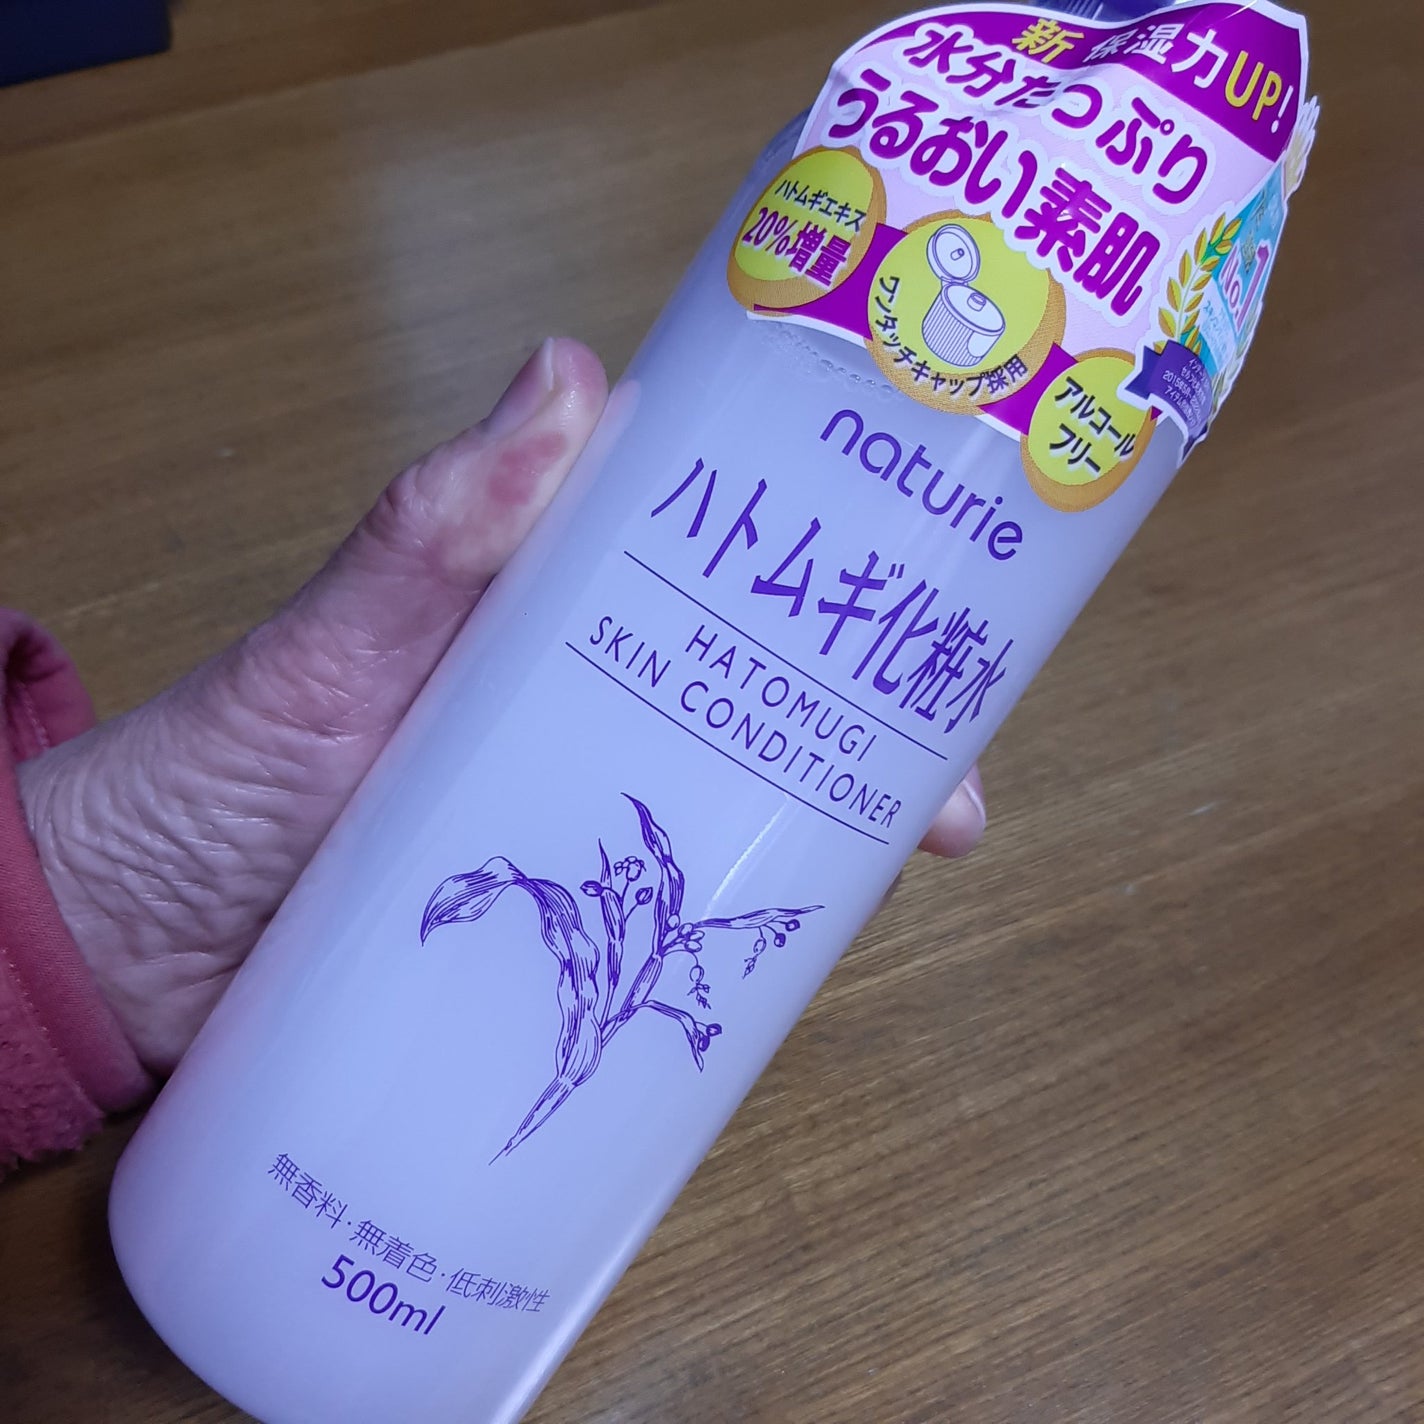 新 保湿力UP!
水分たっぷり
うるおい素肌
ハトムギエキス
20%増量
ワンタッチキャップ採用
アルコール
フリー
No.1
naturie
ハトムギ化粧水
HATOMUGI
SKIN CONDITIONER
無香料・無着色・低刺激性
500ml